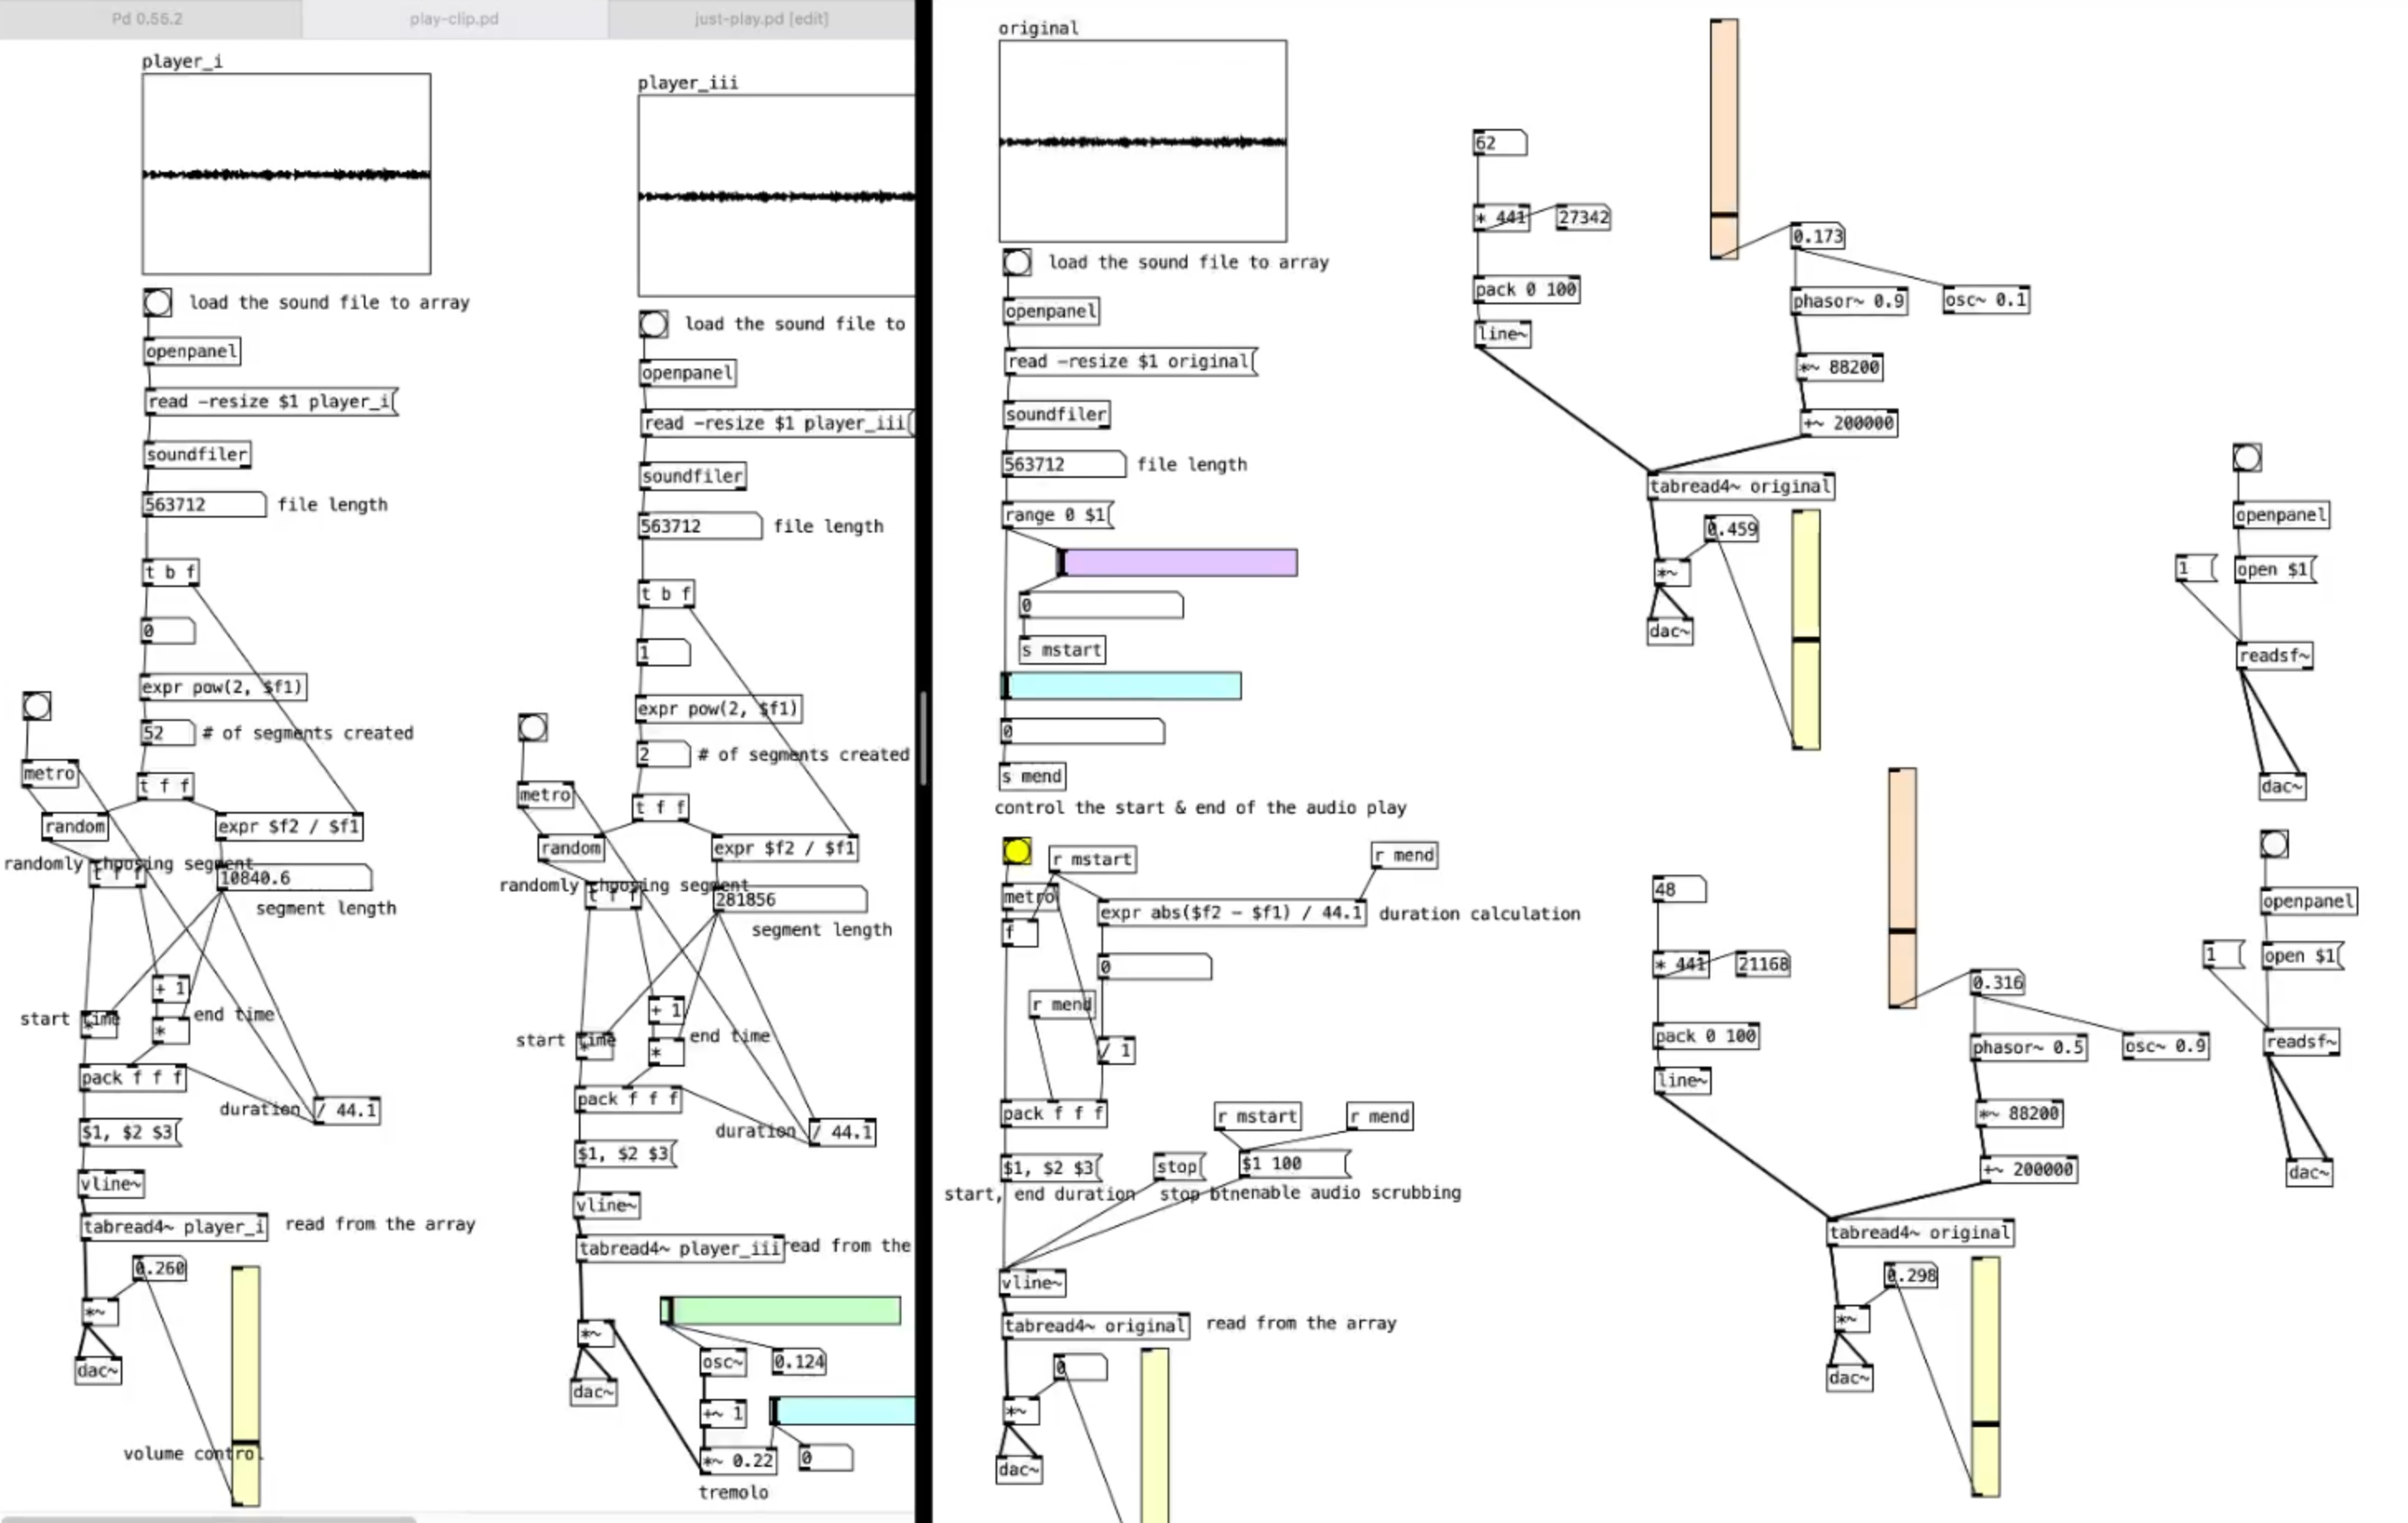 Pd 0.56.2
play-clip.pd
just-play.pd [edit]
player_i
load the sound file to array
openpanel
read -resize $1 player_i
soundfiler
563712 file length
t b f
0
expr pow(2, $f1)
52 # of segments created
metro
t f f
random
expr $f2 / $f1
randomly choosing segment
t f f
10840.6
segment length
+ 1
start time
*
end time
*
pack f f f
duration
/ 44.1
$1, $2 $3
vline~
tabread4~ player_i
read from the array
0.260
*~
dac~
volume control
player_iii
load the sound file to
openpanel
read -resize $1 player_iii
soundfiler
563712 file length
t b f
1
expr pow(2, $f1)
2 # of segments created
metro
t f f
random
expr $f2 / $f1
randomly choosing segment
t f f
281856
segment length
+ 1
start time
*
end time
*
pack f f f
duration
/ 44.1
$1, $2 $3
vline~
tabread4~ player_iii
read from the
*~
dac~
osc~
0.124
+~ 1
*~ 0.22
0
tremolo
original
load the sound file to array
openpanel
read -resize $1 original
soundfiler
563712 file length
range 0 $1
0
s mstart
0
s mend
control the start & end of the audio play
r mstart
r mend
metro
f
expr abs($f2 - $f1) / 44.1
duration calculation
0
r mend
/ 1
pack f f f
r mstart
r mend
$1, $2 $3
stop
$1 100
start, end duration
stop btn
enable audio scrubbing
vline~
tabread4~ original
read from the array
0
*~
dac~
62
* 441
27342
pack 0 100
line~
0.173
phasor~ 0.9
osc~ 0.1
*~ 88200
+~ 200000
tabread4~ original
0.459
*~
dac~
48
* 441
21168
pack 0 100
line~
0.316
phasor~ 0.5
osc~ 0.9
*~ 88200
+~ 200000
tabread4~ original
0.298
*~
dac~
openpanel
1
open $1
readsf~
dac~
openpanel
1
open $1
readsf~
dac~